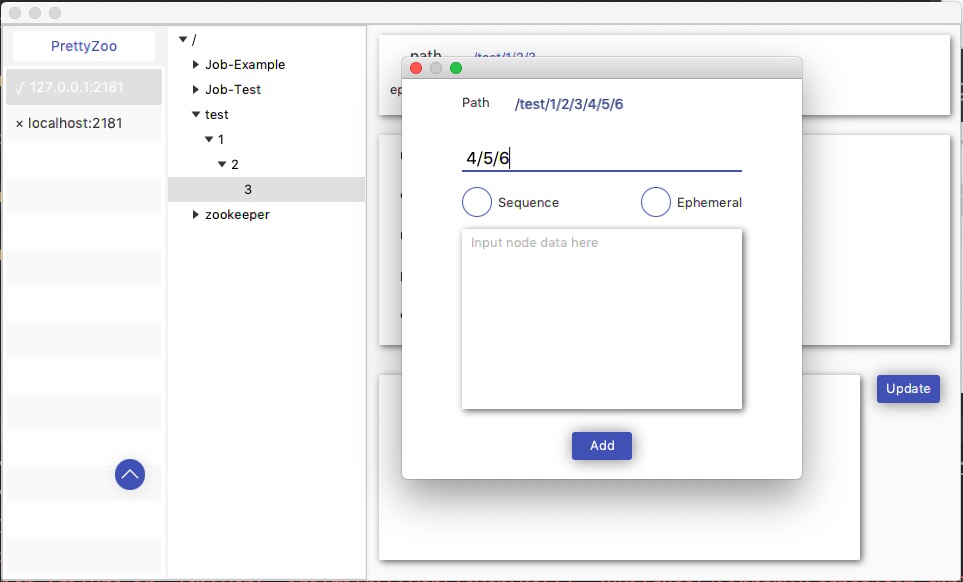 PrettyZoo
√ 127.0.0.1:2181
× localhost:2181
/
Job-Example
Job-Test
test
1
2
3
zookeeper
path /test/1/2/3
Path /test/1/2/3/4/5/6
4/5/6
Sequence Ephemeral
Input node data here
Add
Update